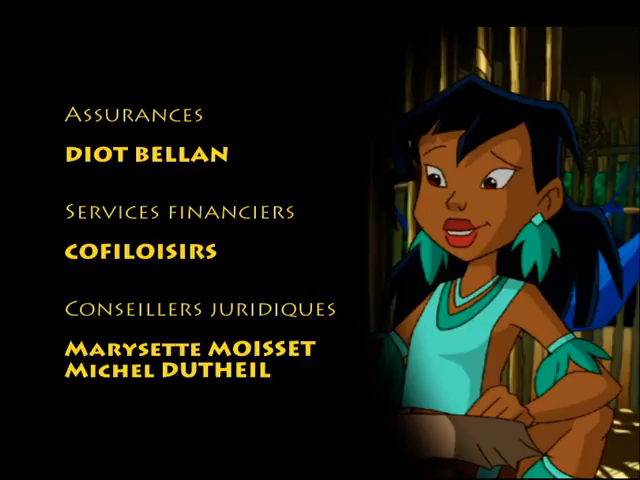 Assurances
DIOT BELLAN
Services financiers
COFILOISIRS
Conseillers juridiques
Marysette MOISSET
Michel DUTHEIL